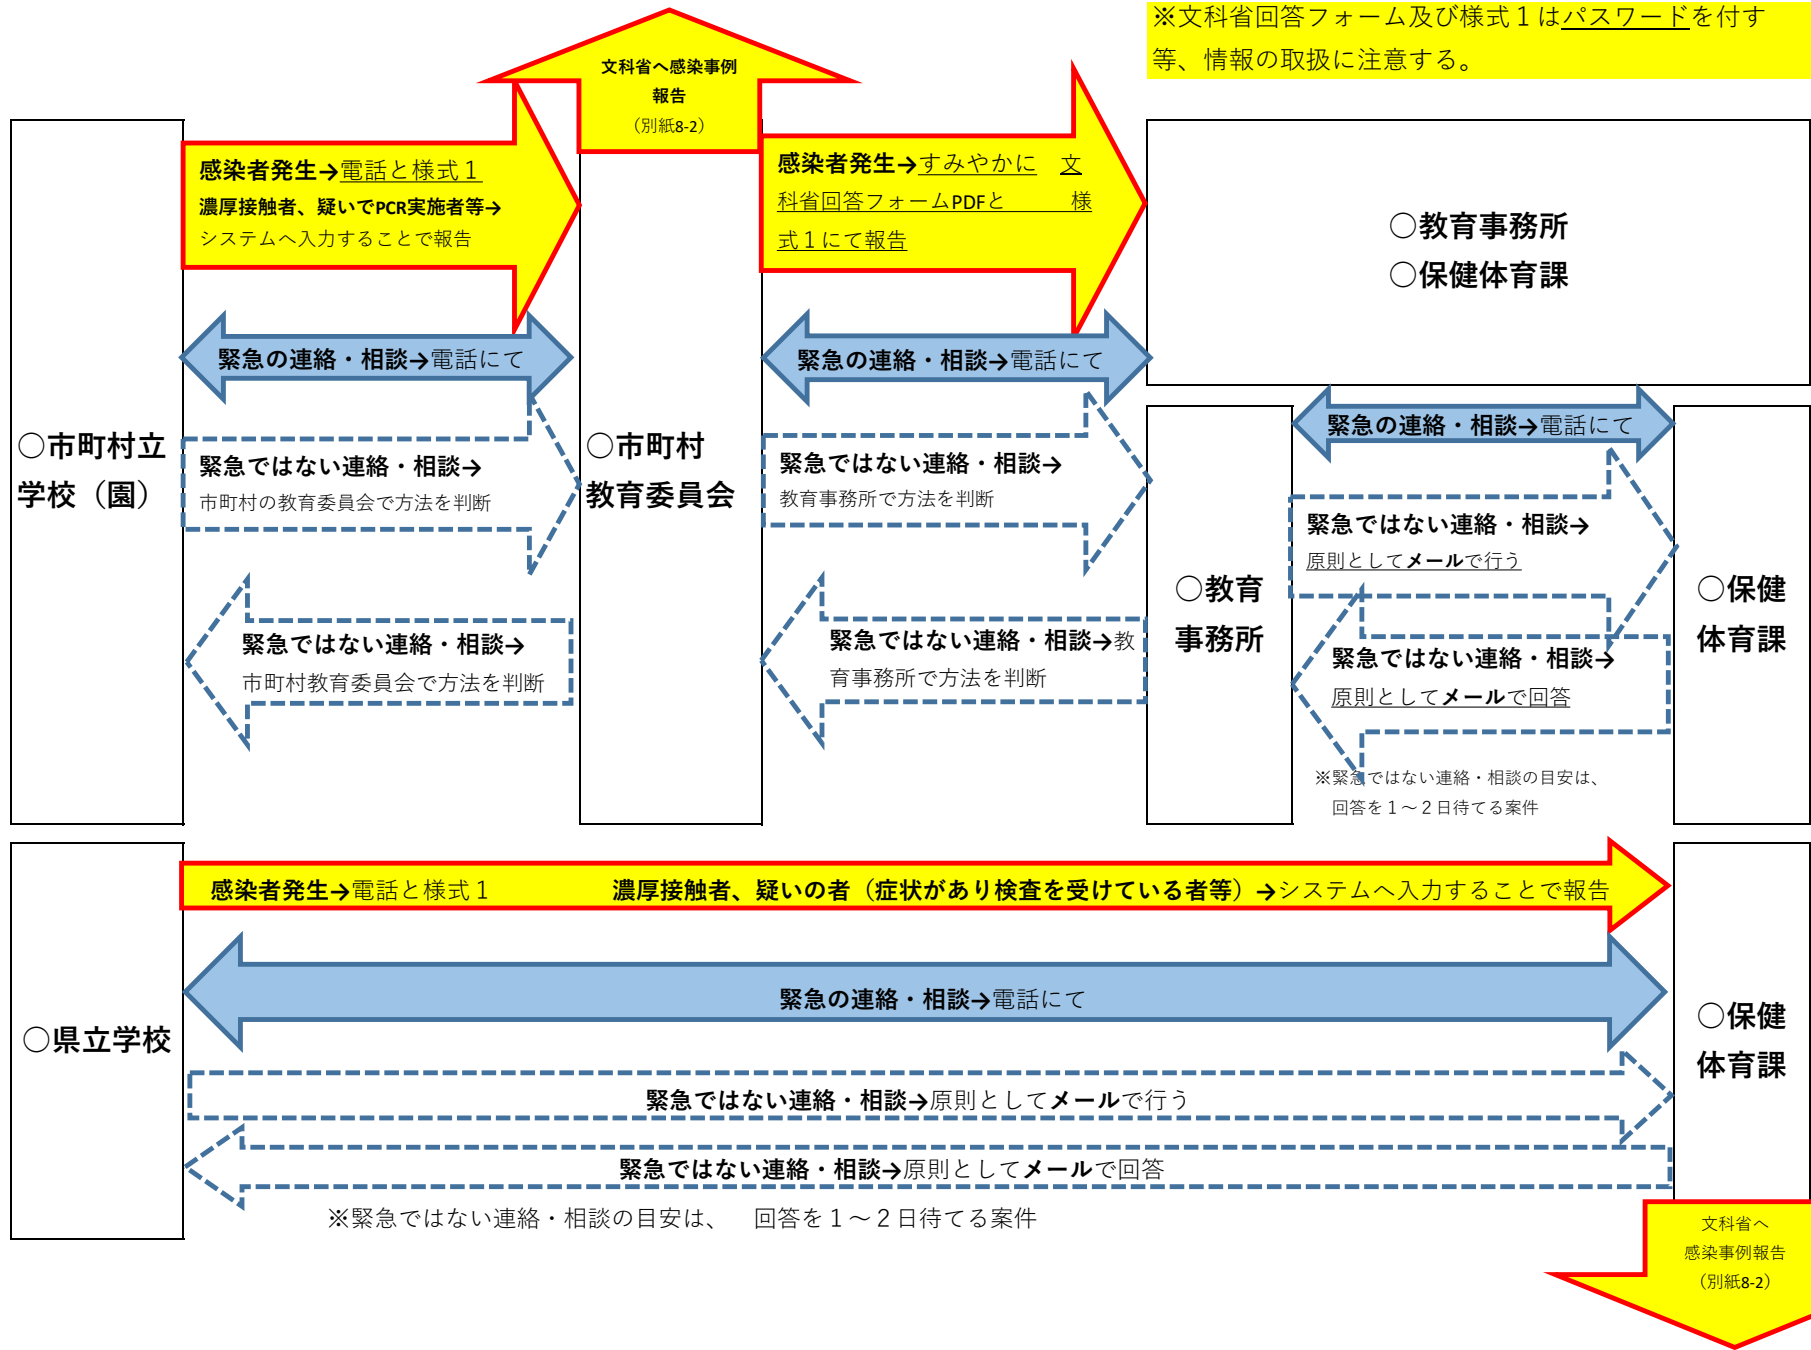 ※文科省回答フォーム及び様式１はパスワードを付す
等、情報の取扱に注意する。
文科省へ感染事例
報告
（別紙8-2）
感染者発生→電話と様式１
濃厚接触者、疑いでPCR実施者等→
システムへ入力することで報告
感染者発生→すみやかに　文
科省回答フォームPDFと　　　様
式１にて報告
○教育事務所
○保健体育課
緊急の連絡・相談→電話にて
緊急の連絡・相談→電話にて
緊急の連絡・相談→電話にて
○市町村立
学校（園）
緊急ではない連絡・相談→
市町村の教育委員会で方法を判断
○市町村
教育委員会
緊急ではない連絡・相談→
教育事務所で方法を判断
緊急ではない連絡・相談→
原則としてメールで行う
○教育
事務所
○保健
体育課
緊急ではない連絡・相談→
市町村教育委員会で方法を判断
緊急ではない連絡・相談→教
育事務所で方法を判断
緊急ではない連絡・相談→
原則としてメールで回答
※緊急ではない連絡・相談の目安は、
回答を１～２日待てる案件
感染者発生→電話と様式１　　　　　濃厚接触者、疑いの者（症状があり検査を受けている者等）→システムへ入力することで報告
緊急の連絡・相談→電話にて
○県立学校
○保健
体育課
緊急ではない連絡・相談→原則としてメールで行う
緊急ではない連絡・相談→原則としてメールで回答
※緊急ではない連絡・相談の目安は、　回答を１～２日待てる案件
文科省へ
感染事例報告
（別紙8-2）